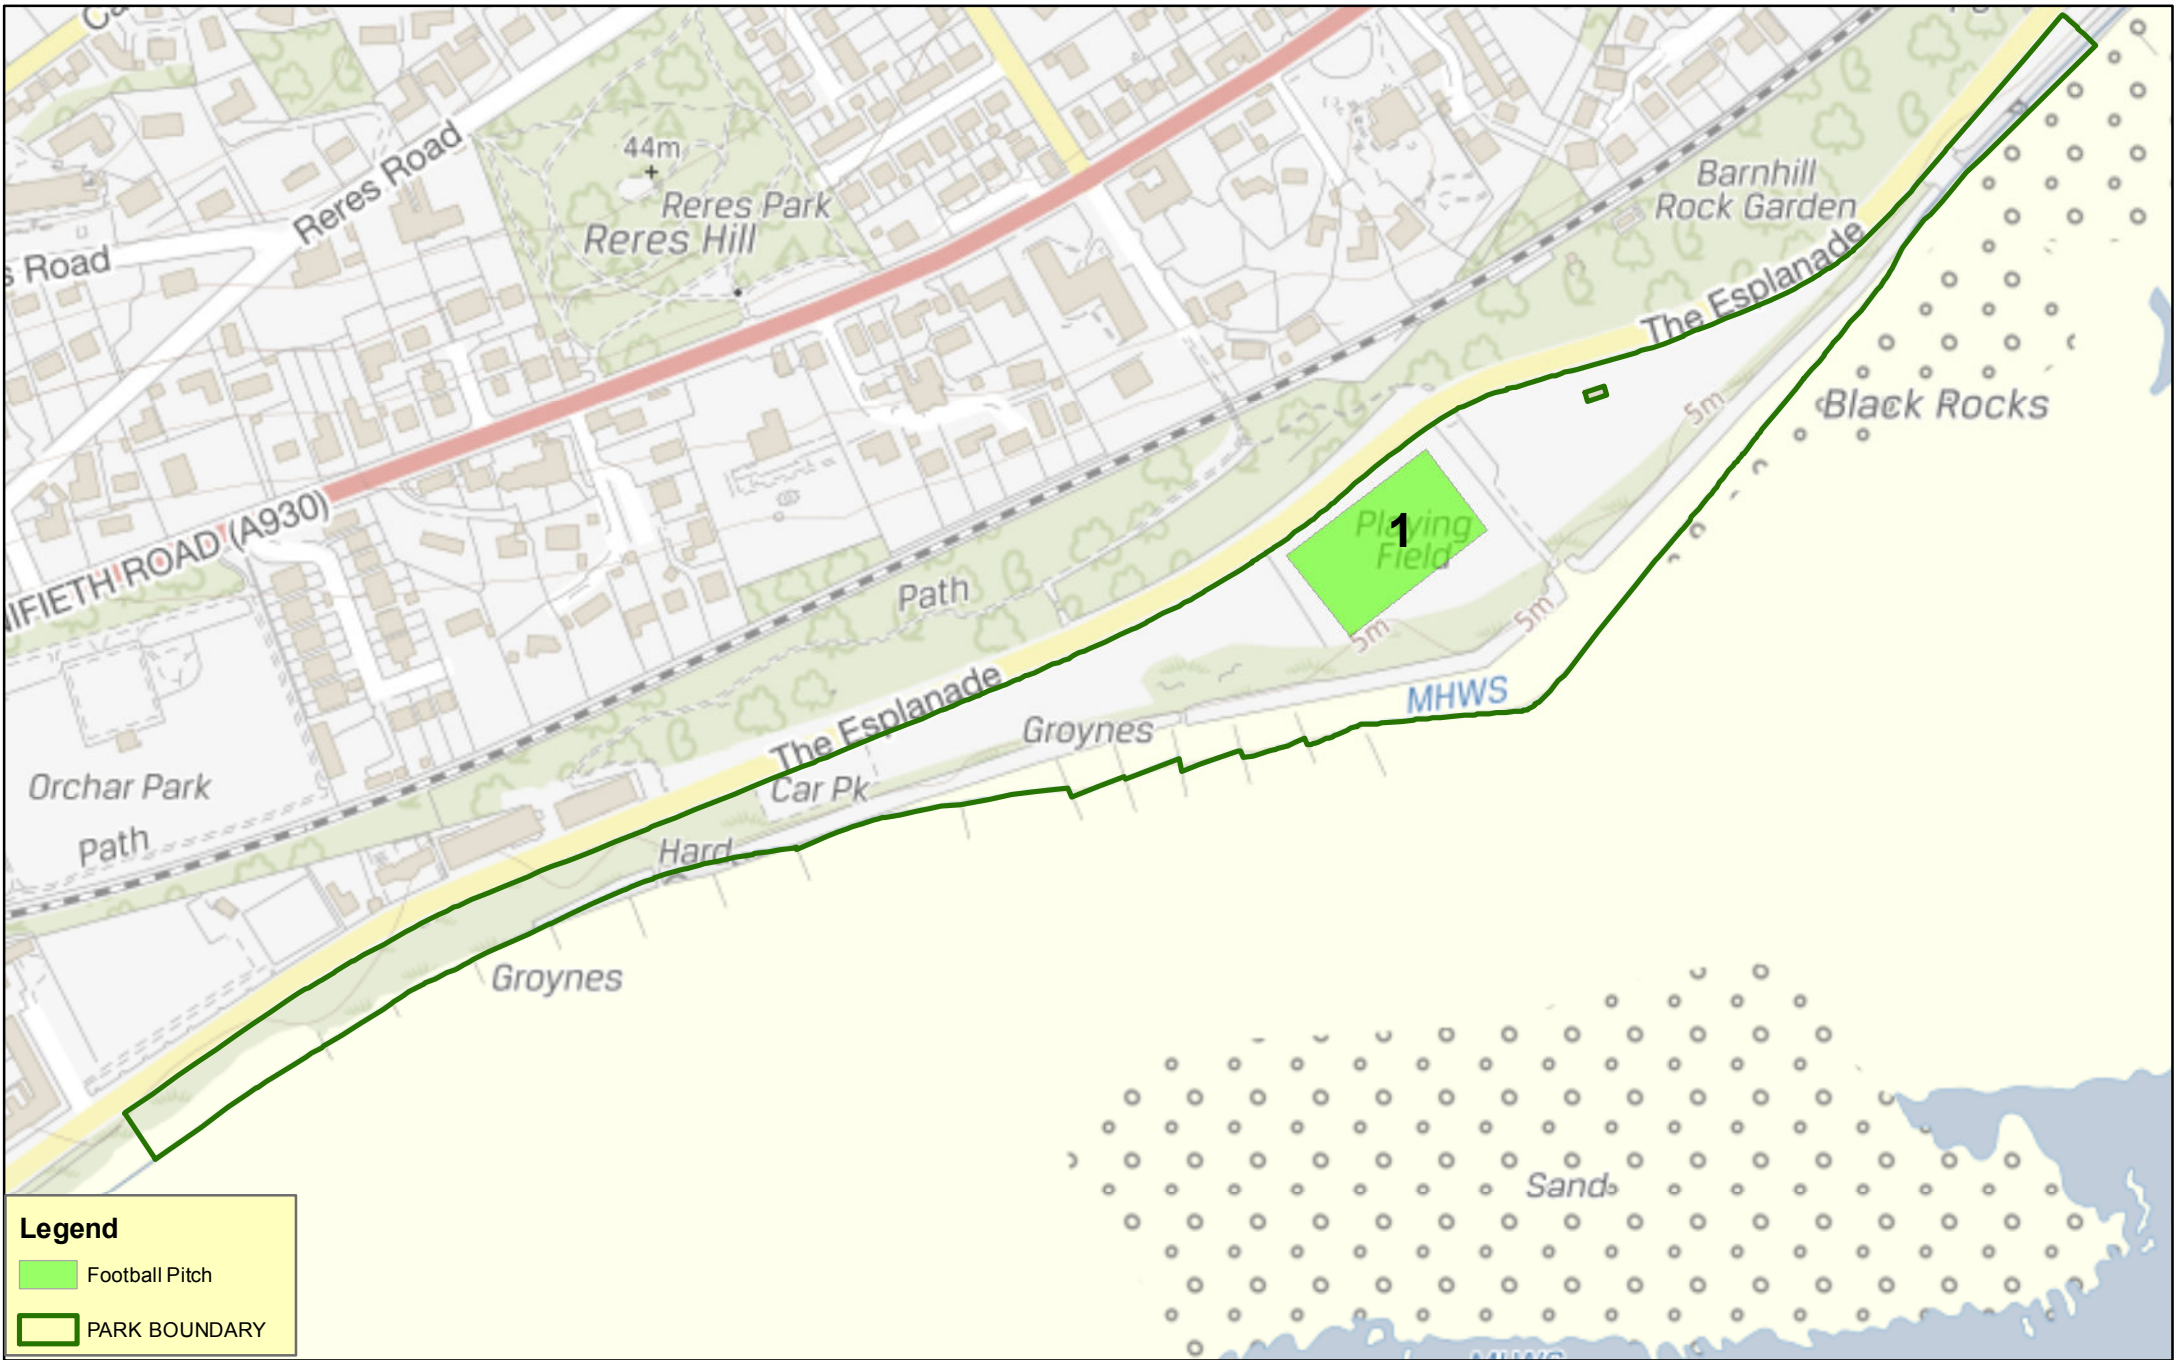 44m
Reres Road
Reres Park
Reres Hill
Barnhill
Rock Garden
s Road
The Esplanade
Black Rocks
5m
NIFIETH ROAD (A930)
Playing
Field
1
Path
5m
5m
MHWS
The Esplanade
Groynes
Orchar Park
Car Pk
Path
Hard
Groynes
Sand
Legend
Football Pitch
PARK BOUNDARY
MHWS